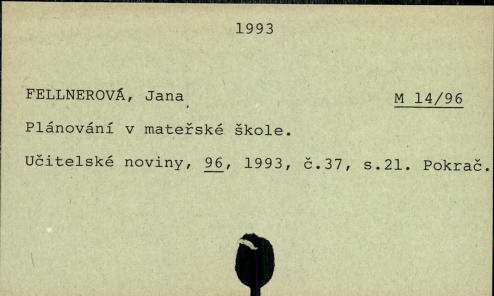 1993
FELLNEROVÁ, Jana M 14/96
Plánování v mateřské škole.
Učitelské noviny, 96, 1993, č.37, s.21. Pokrač.